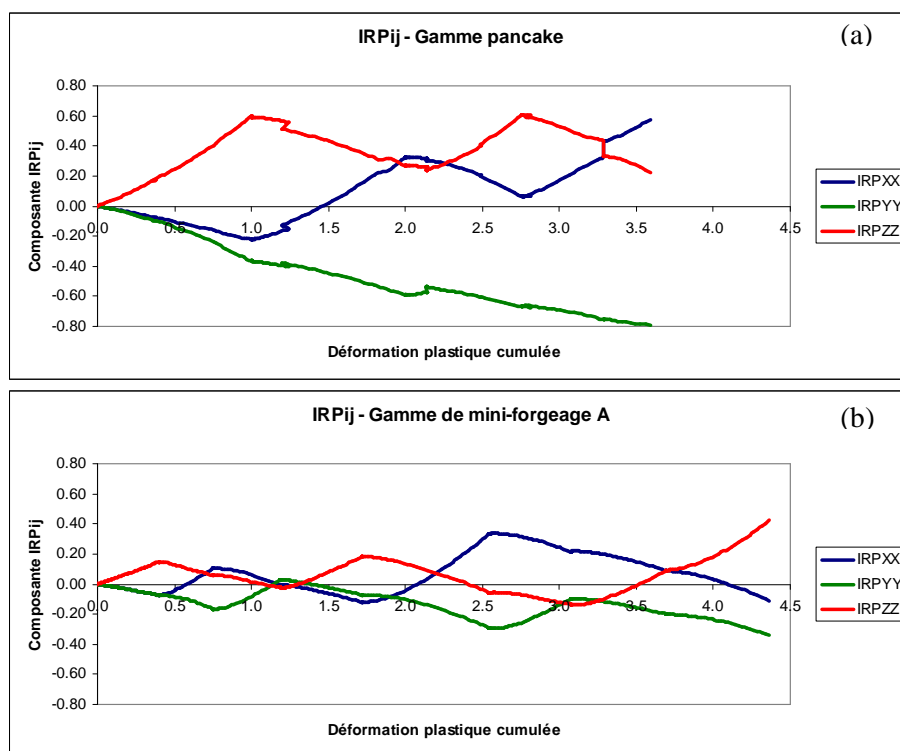 IRPij - Gamme pancake
(a)
Composante IRPij
0.80
0.60
0.40
0.20
0.00
-0.20
-0.40
-0.60
-0.80
0.0 0.5 1.0 1.5 2.0 2.5 3.0 3.5 4.0 4.5
Déformation plastique cumulée
IRPXX
IRPYY
IRPZZ
IRPij - Gamme de mini-forgeage A
(b)
Composante IRPij
0.80
0.60
0.40
0.20
0.00
-0.20
-0.40
-0.60
-0.80
0.0 0.5 1.0 1.5 2.0 2.5 3.0 3.5 4.0 4.5
Déformation plastique cumulée
IRPXX
IRPYY
IRPZZ